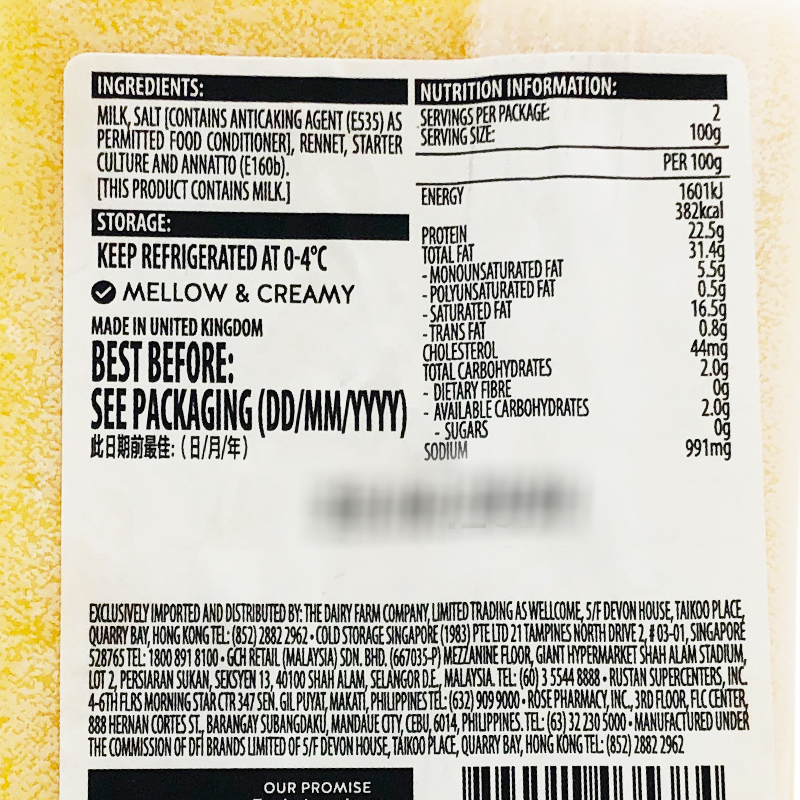 INGREDIENTS:
MILK, SALT [CONTAINS ANTICAKING AGENT (E535) AS
PERMITTED FOOD CONDITIONER], RENNET, STARTER
CULTURE AND ANNATTO (E160b).
[THIS PRODUCT CONTAINS MILK.]
STORAGE:
KEEP REFRIGERATED AT 0-4°C
MELLOW & CREAMY
MADE IN UNITED KINGDOM
BEST BEFORE:
SEE PACKAGING (DD/MM/YYYY)
此日期前最佳: (日/月/年)
NUTRITION INFORMATION:
SERVINGS PER PACKAGE: 2
SERVING SIZE: 100g
PER 100g
ENERGY 1601kJ
382kcal
PROTEIN 22.5g
TOTAL FAT 31.4g
- MONOUNSATURATED FAT 5.5g
- POLYUNSATURATED FAT 0.5g
- SATURATED FAT 16.5g
- TRANS FAT 0.8g
CHOLESTEROL 44mg
TOTAL CARBOHYDRATES 2.0g
- DIETARY FIBRE 0g
- AVAILABLE CARBOHYDRATES 2.0g
- SUGARS 0g
SODIUM 991mg
EXCLUSIVELY IMPORTED AND DISTRIBUTED BY: THE DAIRY FARM COMPANY, LIMITED TRADING AS WELLCOME, 5/F DEVON HOUSE, TAIKOO PLACE,
QUARRY BAY, HONG KONG TEL: (852) 2882 2962 • COLD STORAGE SINGAPORE (1983) PTE LTD 21 TAMPINES NORTH DRIVE 2, # 03-01, SINGAPORE
528765 TEL: 1800 891 8100 • GCH RETAIL (MALAYSIA) SDN. BHD. (667035-P) MEZZANINE FLOOR, GIANT HYPERMARKET SHAH ALAM STADIUM,
LOT 2, PERSIARAN SUKAN, SEKSYEN 13, 40100 SHAH ALAM, SELANGOR D.E., MALAYSIA. TEL: (60) 3 5544 8888 • RUSTAN SUPERCENTERS, INC.
4-6TH FLRS MORNING STAR CTR 347 SEN. GIL PUYAT, MAKATI, PHILIPPINES TEL: (632) 909 9000 • ROSE PHARMACY, INC., 3RD FLOOR, FLC CENTER,
888 HERNAN CORTES ST., BARANGAY SUBANGDAKU, MANDAUE CITY, CEBU, 6014, PHILIPPINES. TEL: (63) 32 230 5000 • MANUFACTURED UNDER
THE COMMISSION OF DFI BRANDS LIMITED OF 5/F DEVON HOUSE, TAIKOO PLACE, QUARRY BAY, HONG KONG TEL: (852) 2882 2962
OUR PROMISE